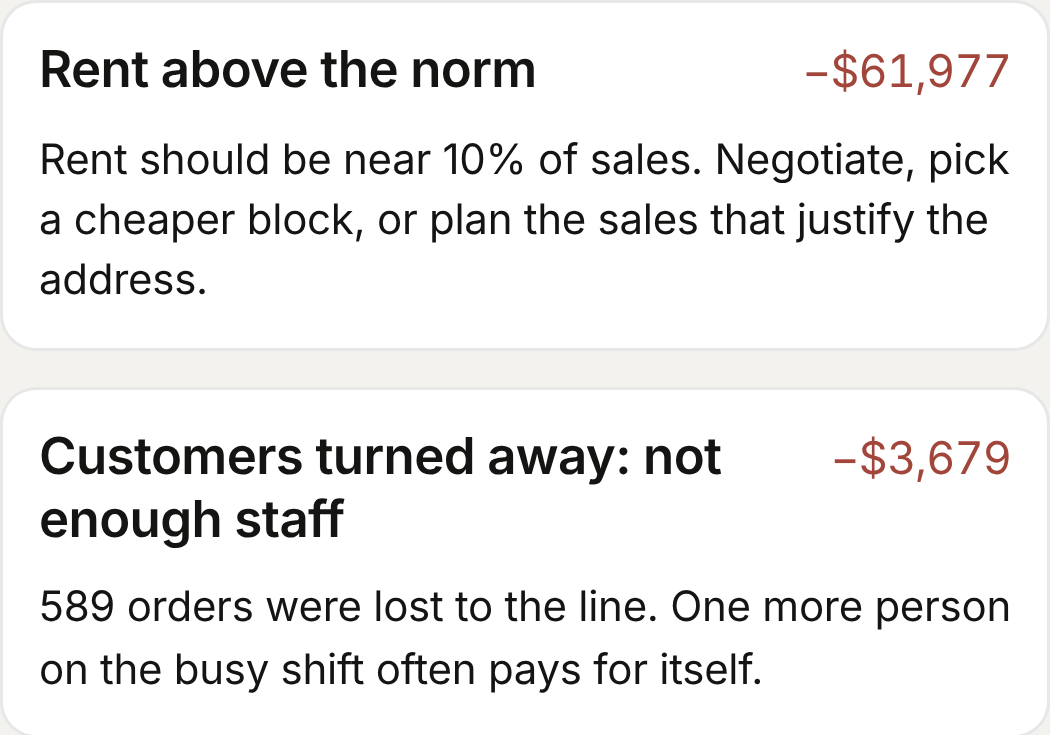 Rent above the norm
−$61,977
Rent should be near 10% of sales. Negotiate, pick
a cheaper block, or plan the sales that justify the
address.
Customers turned away: not
enough staff
−$3,679
589 orders were lost to the line. One more person
on the busy shift often pays for itself.